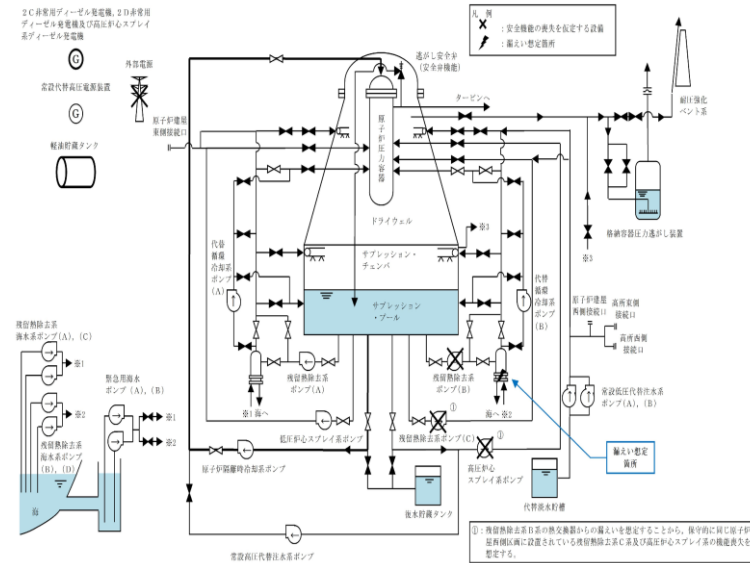 2C非常用ディーゼル発電機，2D非常用
ディーゼル発電機及び高圧炉心スプレイ
系ディーゼル発電機
G
外部電源
常設代替高圧電源装置
G
軽油貯蔵タンク
凡 例
：安全機能の喪失を仮定する設備
：漏えい想定箇所
逃がし安全弁
(安全弁機能)
タービンへ
耐圧強化
ベント系
原子炉建屋
東側接続口
原子炉圧力容器
ドライウェル
格納容器圧力逃がし装置
※3
※3
代替
循環
冷却系
ポンプ
(A)
サプレッション・
チェンバ
サプレッション
・プール
代替
循環
冷却系
ポンプ
(B)
原子炉建屋
西側接続口
高所東側
接続口
高所西側
接続口
残留熱除去系
海水系ポンプ(A)，(C)
※1
※2
残留熱除去系
海水系ポンプ
(B)，(D)
緊急用海水
ポンプ(A)，(B)
※1
※2
海
残留熱除去系
ポンプ(A)
残留熱除去系
ポンプ(B)
※1 海へ
海へ ※2
常設低圧代替注水系
ポンプ(A)，(B)
低圧炉心スプレイ系ポンプ
①
残留熱除去系ポンプ(C)
①
原子炉隔離時冷却系ポンプ
高圧炉心
スプレイ系ポンプ
漏えい想定
箇所
復水貯蔵タンク
代替淡水貯槽
常設高圧代替注水系ポンプ
①：残留熱除去系B系の熱交換器からの漏えいを想定することから，保守的に同じ原子炉
屋西側区画に設置されている残留熱除去系C系及び高圧炉心スプレイ系の機能喪失を
想定する。